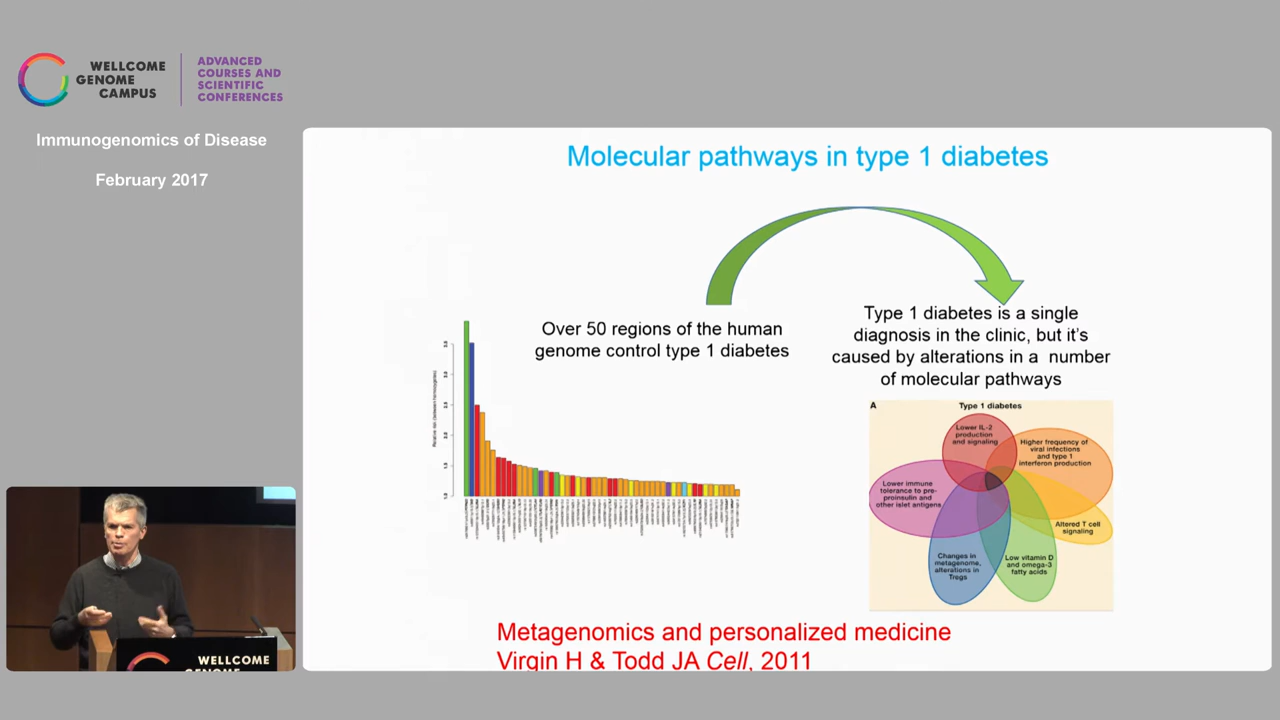 WELLCOME
GENOME
CAMPUS
ADVANCED
COURSES AND
SCIENTIFIC
CONFERENCES
Immunogenomics of Disease
February 2017
Molecular pathways in type 1 diabetes
Over 50 regions of the human
genome control type 1 diabetes
Type 1 diabetes is a single
diagnosis in the clinic, but it's
caused by alterations in a number
of molecular pathways
A
Type 1 diabetes
Lower IL-2
production
and signaling
Higher frequency of
viral infections
and type 1
interferon production
Lower immune
tolerance to pre-
proinsulin and
other islet antigens
Altered T cell
signaling
Changes in
metagenome,
alterations in
Tregs
Low vitamin D
and omega-3
fatty acids
Metagenomics and personalized medicine
Virgin H & Todd JA Cell, 2011
WELLCOME